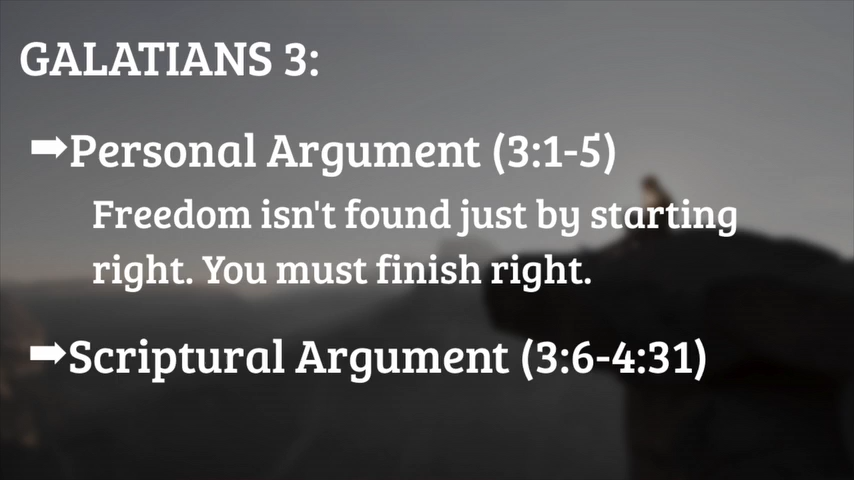 GALATIANS 3:
➡Personal Argument (3:1-5)
Freedom isn't found just by starting
right. You must finish right.
➡Scriptural Argument (3:6-4:31)